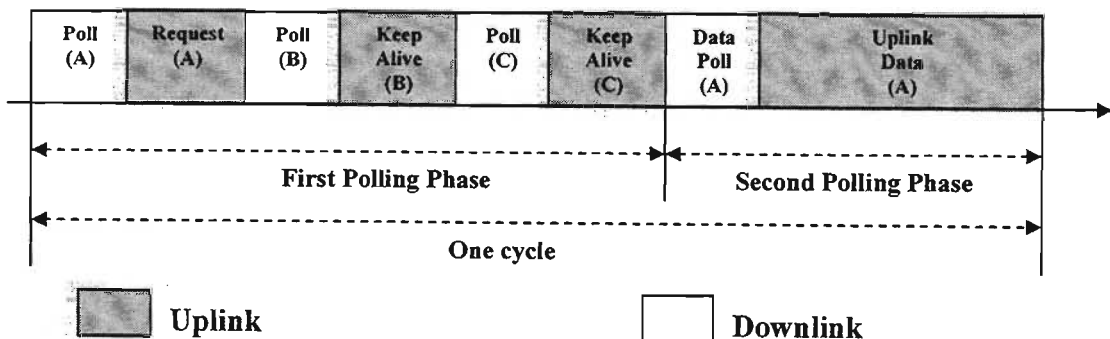 Poll (A)
Request (A)
Poll (B)
Keep Alive (B)
Poll (C)
Keep Alive (C)
Data Poll (A)
Uplink Data (A)
First Polling Phase
Second Polling Phase
One cycle
Uplink
Downlink